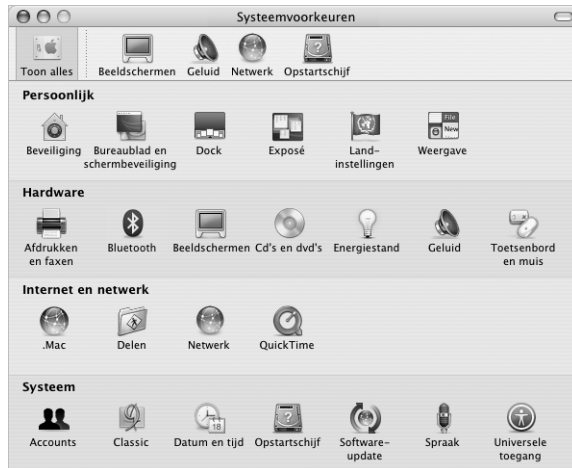 Systeemvoorkeuren
Toon alles Beeldschermen Geluid Netwerk Opstartschijf
Persoonlijk
File
New
Beveiliging Bureaublad en Dock Exposé Land- Weergave
schermbeveiliging instellingen
Hardware
Afdrukken Bluetooth Beeldschermen Cd's en dvd's Energiestand Geluid Toetsenbord
en faxen en muis
Internet en netwerk
.Mac Delen Netwerk QuickTime
Systeem
18
Accounts Classic Datum en tijd Opstartschijf Software- Spraak Universele
update toegang